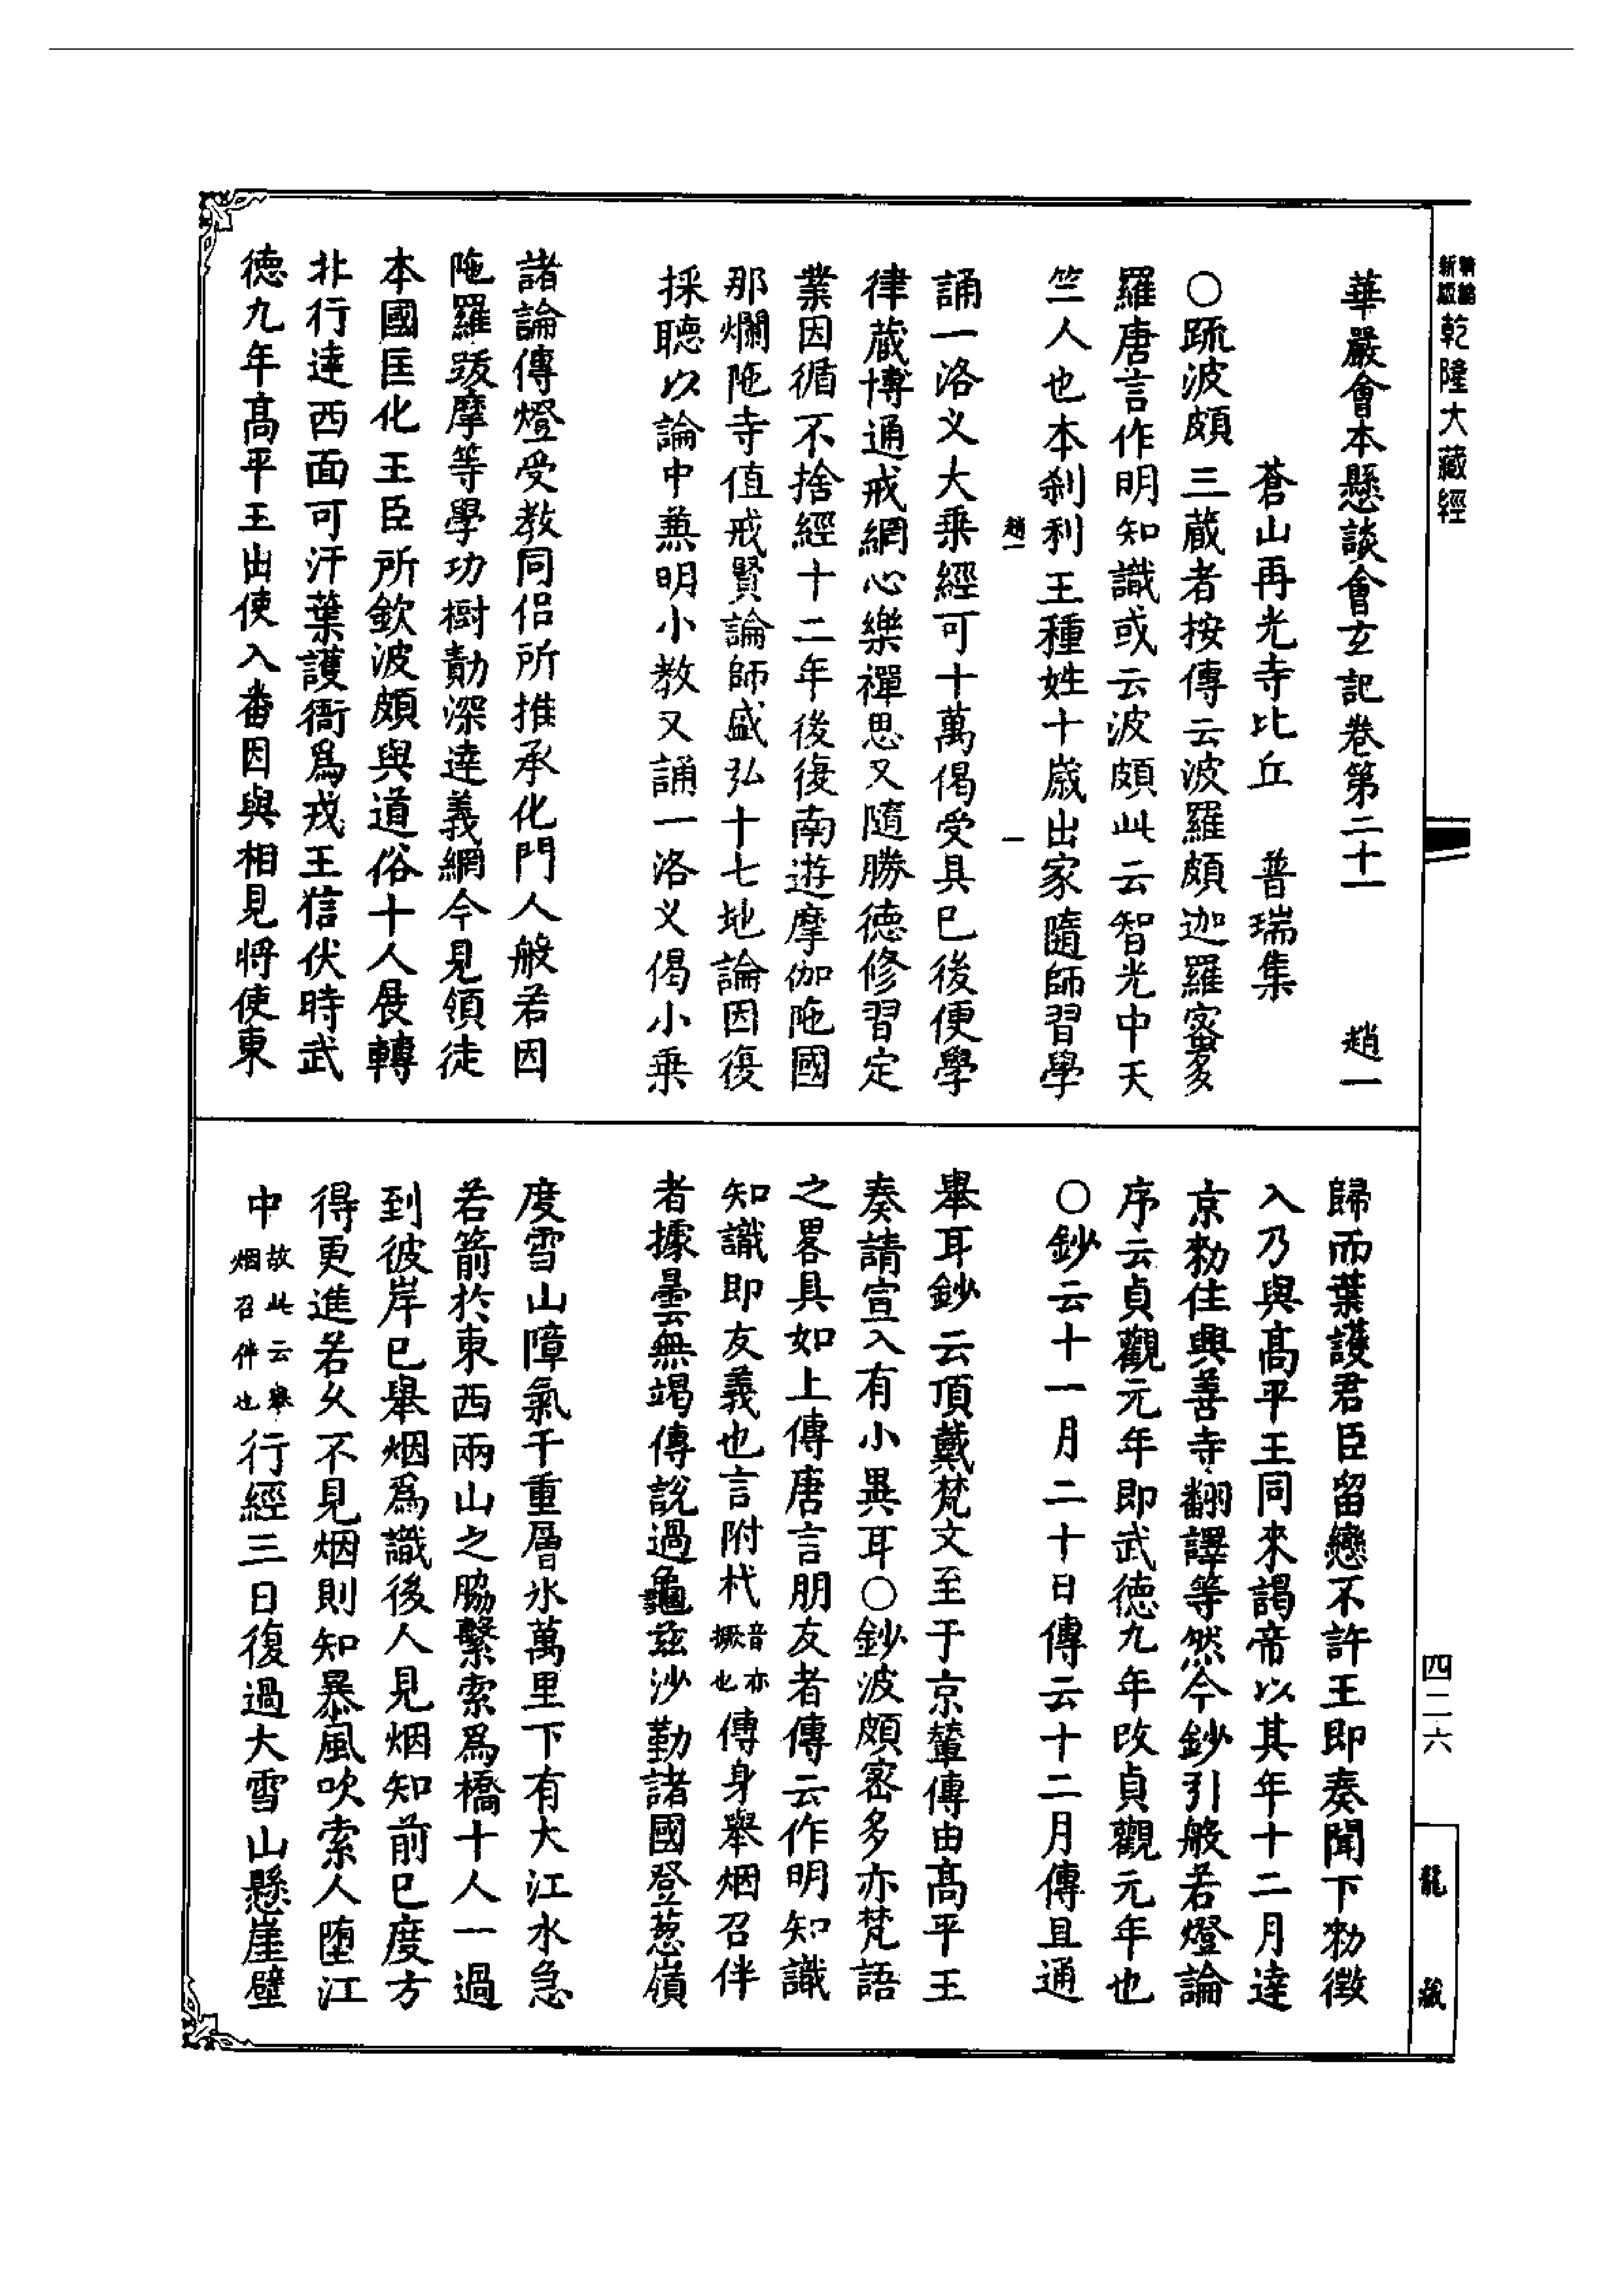 精編
新版
乾隆大藏經
華嚴會本懸談會玄記卷第二十一　趙一
蒼山再光寺比丘　普瑞集
○疏波頗三藏者按傳云波羅頗迦羅蜜多
羅唐言作明知識或云波頗此云智光中天
竺人也本剎利王種姓十歲出家隨師習學
趙一　一
誦一洛义大乘經可十萬偈受具已後便學
律藏博通戒網心樂禪思又隨勝德修習定
業因循不捨經十二年後復南遊摩伽陁國
那爛陁寺值戒賢論師盛弘十七地論因復
採聽以論中兼明小教又誦一洛义偈小乘
諸論傳燈受教同侣所推承化門人般若因
陁羅跋摩等學功樹勣深達義網今見領徒
本國匡化王臣所欽波頗與道俗十人展轉
北行達西面可汗葉護衙爲戎王信伏時武
德九年高平王出使入番因與相見將使東
歸而葉護君臣留戀不許王即奏聞下勑徵
入乃與高平王同來謁帝以其年十二月達
京勑住興善寺翻譯等然今鈔引般若燈論
序云貞觀元年即武德九年改貞觀元年也
○鈔云十一月二十日傳云十二月傳且通
舉耳鈔云頂戴梵文至于京輦傳由高平王
奏請宣入有小異耳○鈔波頗密多亦梵語
之畧具如上傳唐言朋友者傳云作明知識
知識即友義也言附杙音亦橛也傳身舉烟召伴
者據曇無竭傳說過龜兹沙勒諸國登葱嶺
度雪山障氣千重層氷萬里下有大江水急
若箭於東西兩山之脇繫索爲橋十人一過
到彼岸巳舉烟爲識後人見烟知前巳度方
得更進若乆不見烟則知暴風吹索人墮江
中故此云舉烟召伴也行經三日復過大雪山懸崖壁
四二六
龍藏